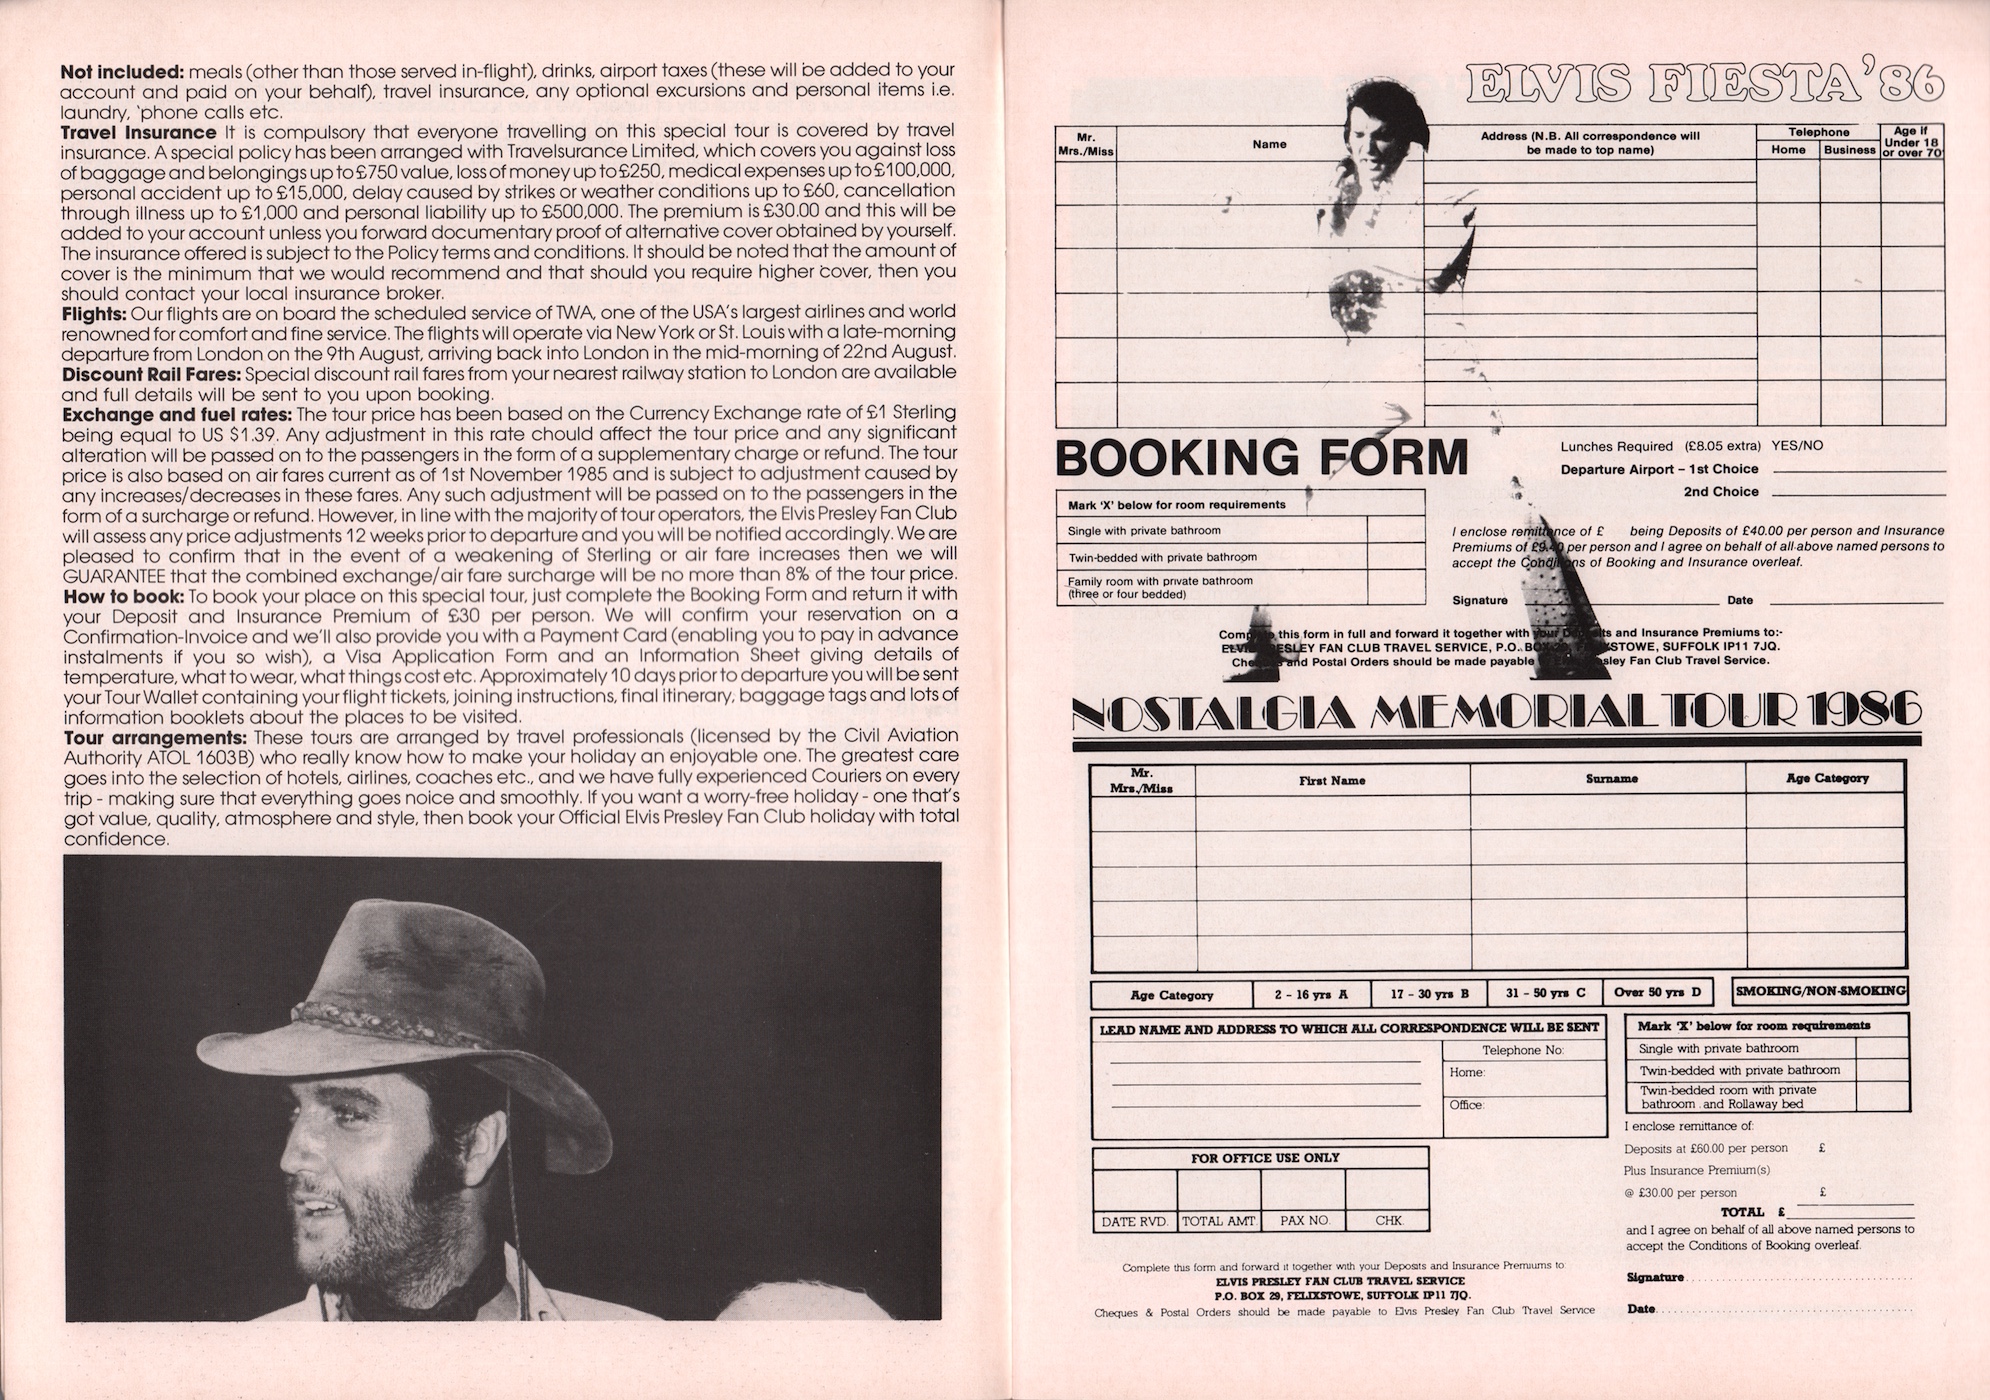 Not included: meals (other than those served in-flight), drinks, airport taxes (these will be added to your
account and paid on your behalf), travel insurance, any optional excursions and personal items i.e.
laundry, 'phone calls etc.
Travel Insurance It is compulsory that everyone travelling on this special tour is covered by travel
insurance. A special policy has been arranged with Travelsurance Limited, which covers you against loss
of baggage and belongings up to £750 value, loss of money up to £250, medical expenses up to £100,000,
personal accident up to £15,000, delay caused by strikes or weather conditions up to £60, cancellation
through illness up to £1,000 and personal liability up to £500,000. The premium is £30.00 and this will be
added to your account unless you forward documentary proof of alternative cover obtained by yourself.
The insurance offered is subject to the Policy terms and conditions. It should be noted that the amount of
cover is the minimum that we would recommend and that should you require higher cover, then you
should contact your local insurance broker.
Flights: Our flights are on board the scheduled service of TWA, one of the USA's largest airlines and world
renowned for comfort and fine service. The flights will operate via New York or St. Louis with a late-morning
departure from London on the 9th August, arriving back into London in the mid-morning of 22nd August.
Discount Rail Fares: Special discount rail fares from your nearest railway station to London are available
and full details will be sent to you upon booking.
Exchange and fuel rates: The tour price has been based on the Currency Exchange rate of £1 Sterling
being equal to US $1.39. Any adjustment in this rate chould affect the tour price and any significant
alteration will be passed on to the passengers in the form of a supplementary charge or refund. The tour
price is also based on air fares current as of 1st November 1985 and is subject to adjustment caused by
any increases/decreases in these fares. Any such adjustment will be passed on to the passengers in the
form of a surcharge or refund. However, in line with the majority of tour operators, the Elvis Presley Fan Club
will assess any price adjustments 12 weeks prior to departure and you will be notified accordingly. We are
pleased to confirm that in the event of a weakening of Sterling or air fare increases then we will
GUARANTEE that the combined exchange/air fare surcharge will be no more than 8% of the tour price.
How to book: To book your place on this special tour, just complete the Booking Form and return it with
your Deposit and Insurance Premium of £30 per person. We will confirm your reservation on a
Confirmation-Invoice and we'll also provide you with a Payment Card (enabling you to pay in advance
instalments if you so wish), a Visa Application Form and an Information Sheet giving details of
temperature, what to wear, what things cost etc. Approximately 10 days prior to departure you will be sent
your Tour Wallet containing your flight tickets, joining instructions, final itinerary, baggage tags and lots of
information booklets about the places to be visited.
Tour arrangements: These tours are arranged by travel professionals (licensed by the Civil Aviation
Authority ATOL 1603B) who really know how to make your holiday an enjoyable one. The greatest care
goes into the selection of hotels, airlines, coaches etc., and we have fully experienced Couriers on every
trip - making sure that everything goes noice and smoothly. If you want a worry-free holiday - one that's
got value, quality, atmosphere and style, then book your Official Elvis Presley Fan Club holiday with total
confidence.
ELVIS FIESTA '86
Mr.
Mrs./Miss
Name
Address (N.B. All correspondence will
be made to top name)
Telephone
Home
Business
Age if
Under 18
or over 70
BOOKING FORM
Lunches Required (£8.05 extra) YES/NO
Departure Airport – 1st Choice
2nd Choice
Mark 'X' below for room requirements
Single with private bathroom
Twin-bedded with private bathroom
Family room with private bathroom
(three or four bedded)
I enclose remittance of £ being Deposits of £40.00 per person and Insurance
Premiums of per person and I agree on behalf of all above named persons to
accept the Conditions of Booking and Insurance overleaf.
Signature
Date
Complete this form in full and forward it together with your Deposits and Insurance Premiums to:-
ELVIS PRESLEY FAN CLUB TRAVEL SERVICE, P.O. BOX 29, FELIXSTOWE, SUFFOLK IP11 7JQ.
Cheques and Postal Orders should be made payable Presley Fan Club Travel Service.
NOSTALGIA MEMORIAL TOUR 1986
Mr.
Mrs./Miss
First Name
Surname
Age Category
Age Category
2 - 16 yrs A
17 - 30 yrs B
31 - 50 yrs C
Over 50 yrs D
SMOKING/NON-SMOKING
LEAD NAME AND ADDRESS TO WHICH ALL CORRESPONDENCE WILL BE SENT
Telephone No:
Home:
Office:
Mark 'X' below for room requirements
Single with private bathroom
Twin-bedded with private bathroom
Twin-bedded room with private
bathroom and Rollaway bed
I enclose remittance of:
Deposits at £60.00 per person £
Plus Insurance Premium(s)
@ £30.00 per person £
TOTAL £
and I agree on behalf of all above named persons to
accept the Conditions of Booking overleaf.
Signature
Date
FOR OFFICE USE ONLY
DATE RVD.
TOTAL AMT.
PAX NO.
CHK.
Complete this form and forward it together with your Deposits and Insurance Premiums to:
ELVIS PRESLEY FAN CLUB TRAVEL SERVICE
P.O. BOX 29, FELIXSTOWE, SUFFOLK IP11 7JQ.
Cheques & Postal Orders should be made payable to Elvis Presley Fan Club Travel Service